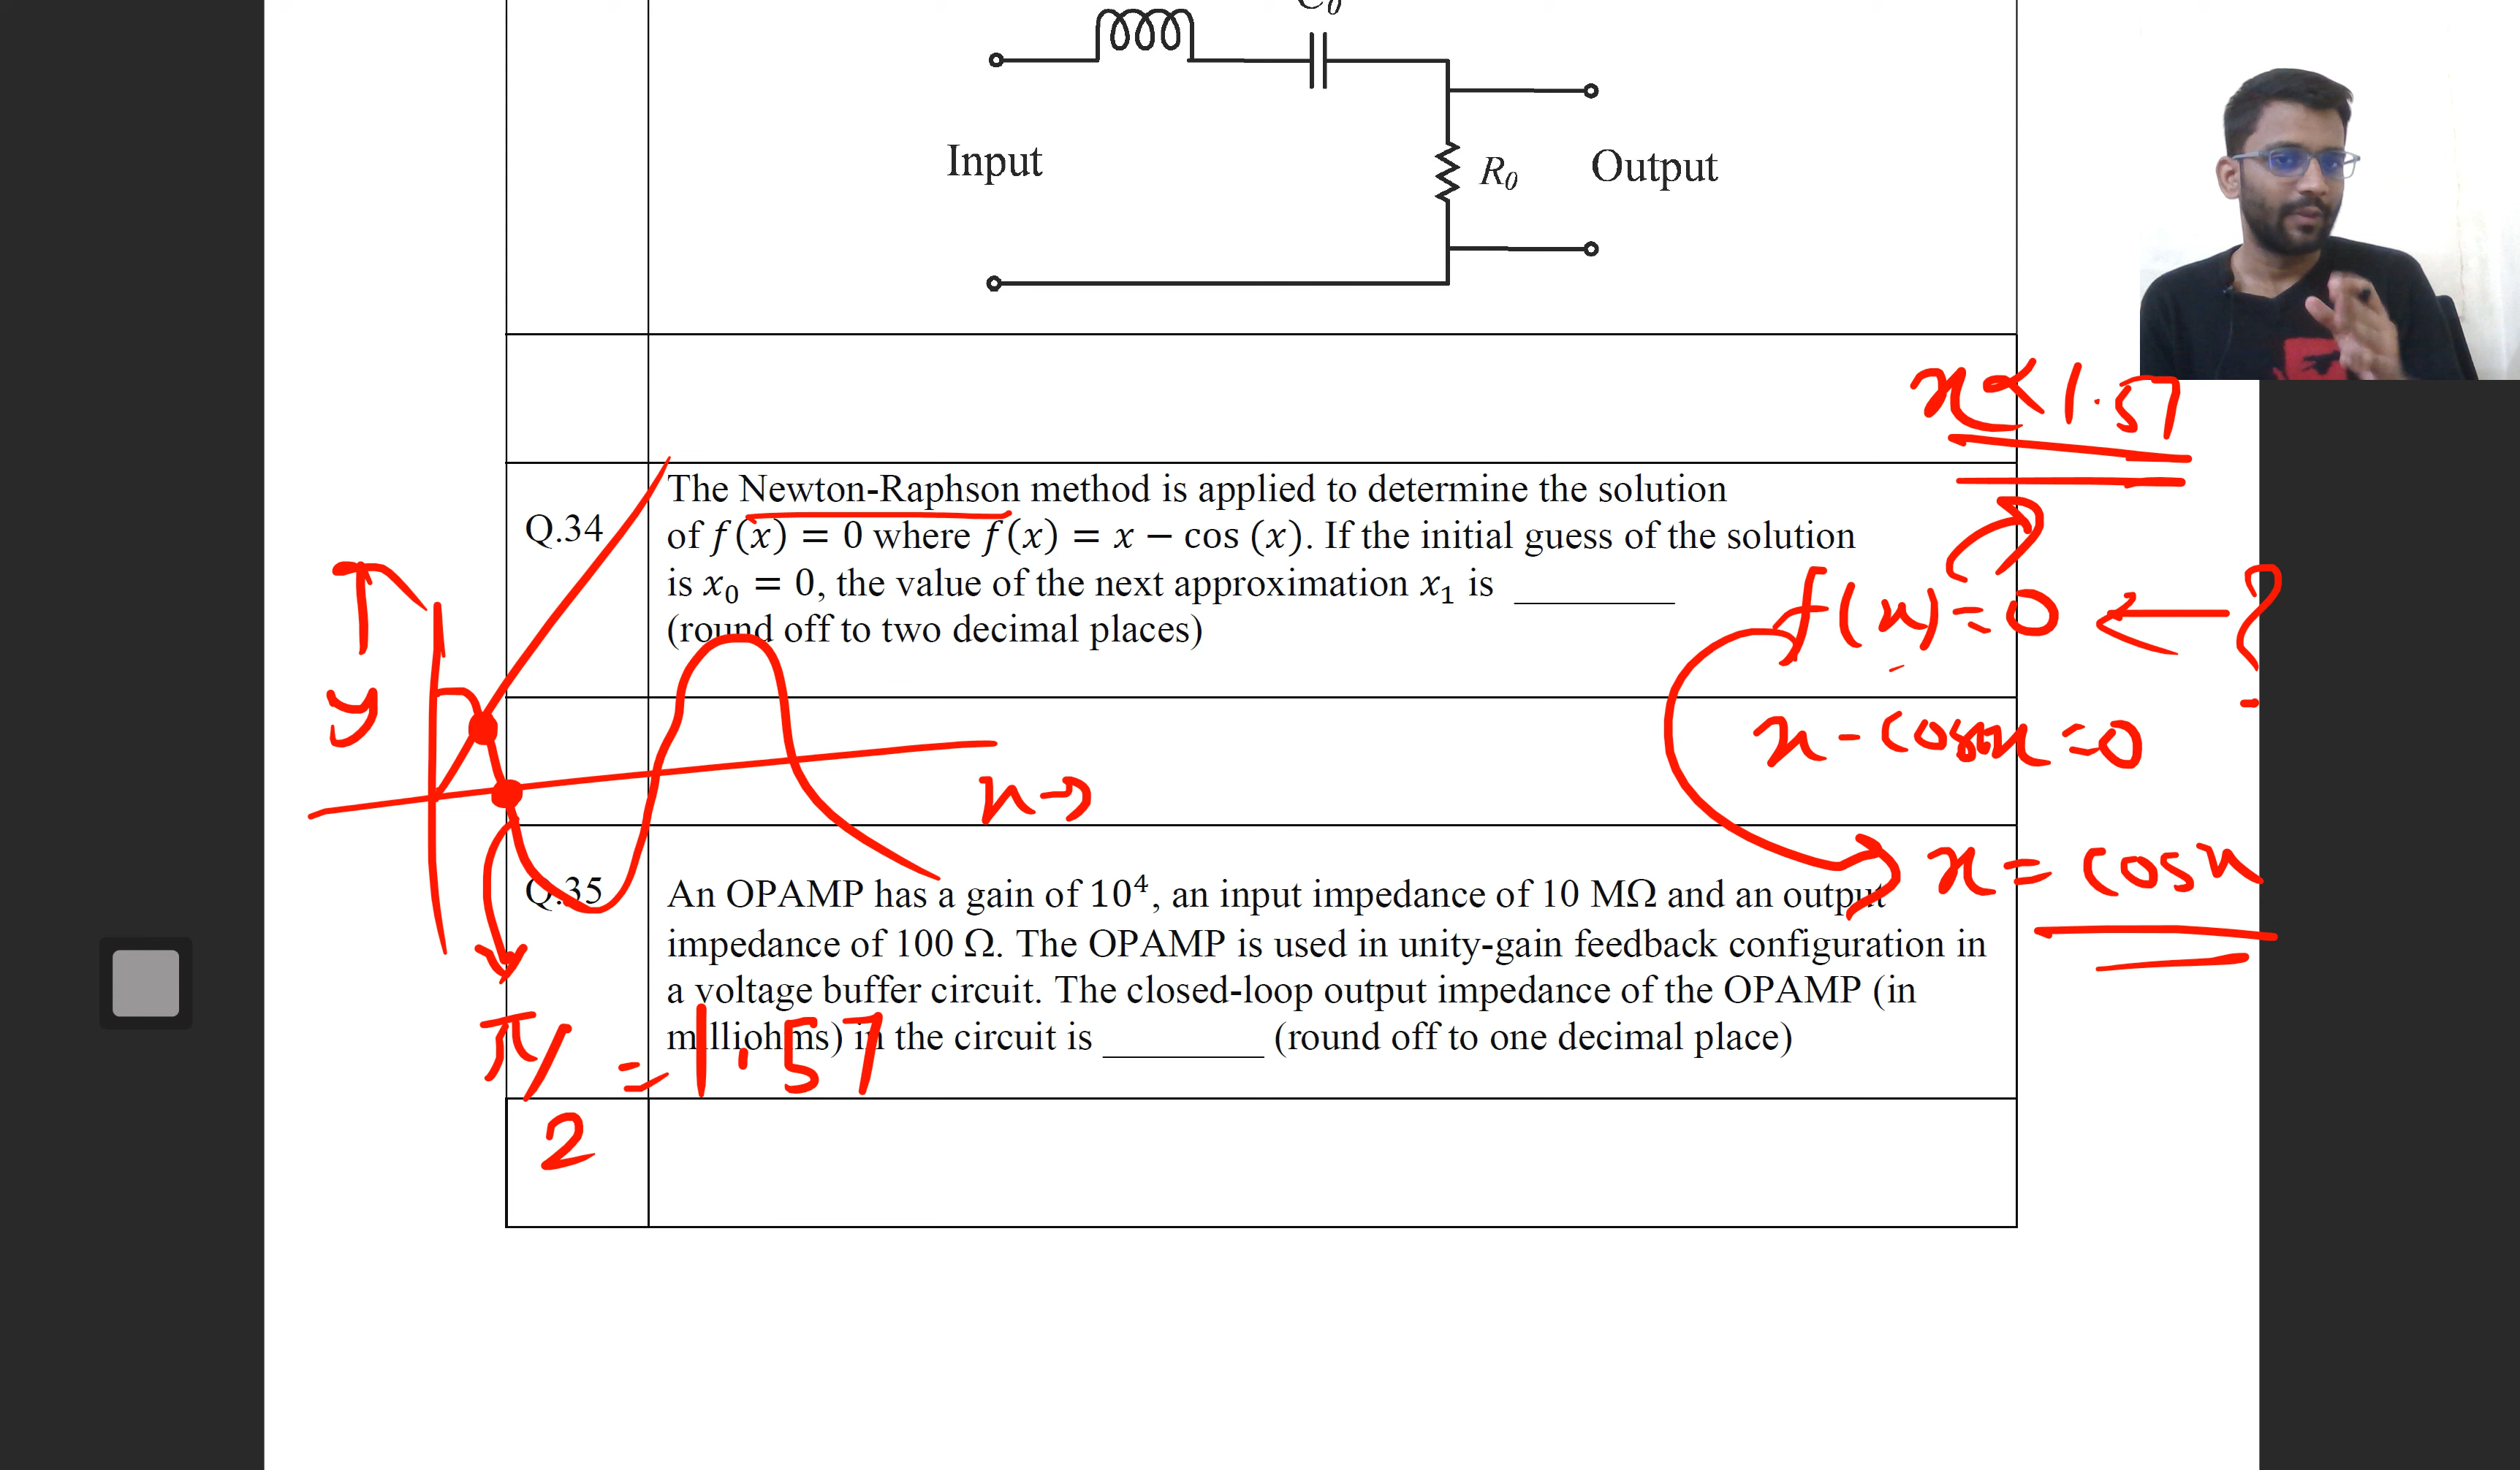 C₀
Input
R₀
Output
x < 1.57
Q.34
The Newton-Raphson method is applied to determine the solution
of f(x) = 0 where f(x) = x − cos (x). If the initial guess of the solution
is x₀ = 0, the value of the next approximation x₁ is ________
(round off to two decimal places)
f(x)=0 ← ?
y
x - cosx =0
x→
x = cosx
Q.35
An OPAMP has a gain of 10⁴, an input impedance of 10 MΩ and an output
impedance of 100 Ω. The OPAMP is used in unity-gain feedback configuration in
a voltage buffer circuit. The closed-loop output impedance of the OPAMP (in
milliohms) in the circuit is ________ (round off to one decimal place)
π/2 = 1.57